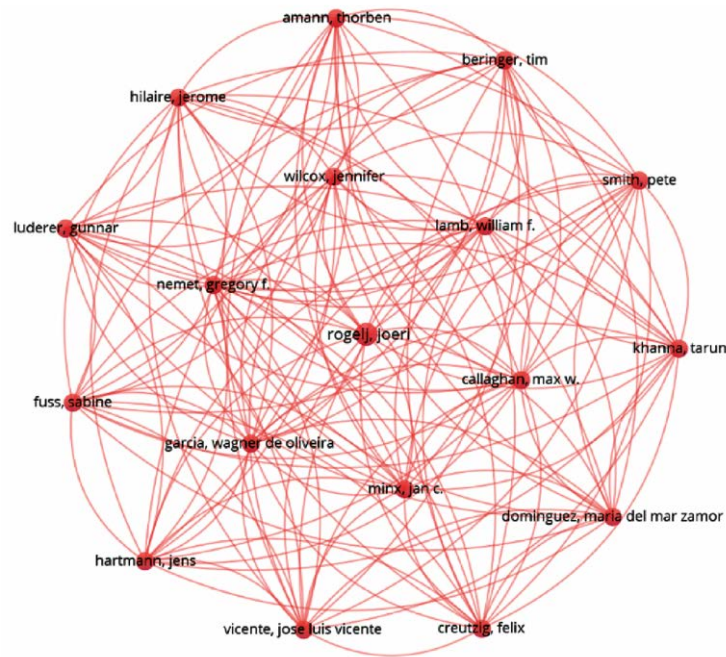 amann, thorben
beringer, tim
hilaire, jerome
wilcox, jennifer
smith, pete
luderer, gunnar
lamb, william f.
nemet, gregory f.
rogelj, joeri
khanna, tarun
callaghan, max w.
fuss, sabine
garcia, wagner de oliveira
minx, jan c.
dominguez, maria del mar zamor
hartmann, jens
vicente, jose luis vicente
creutzig, felix